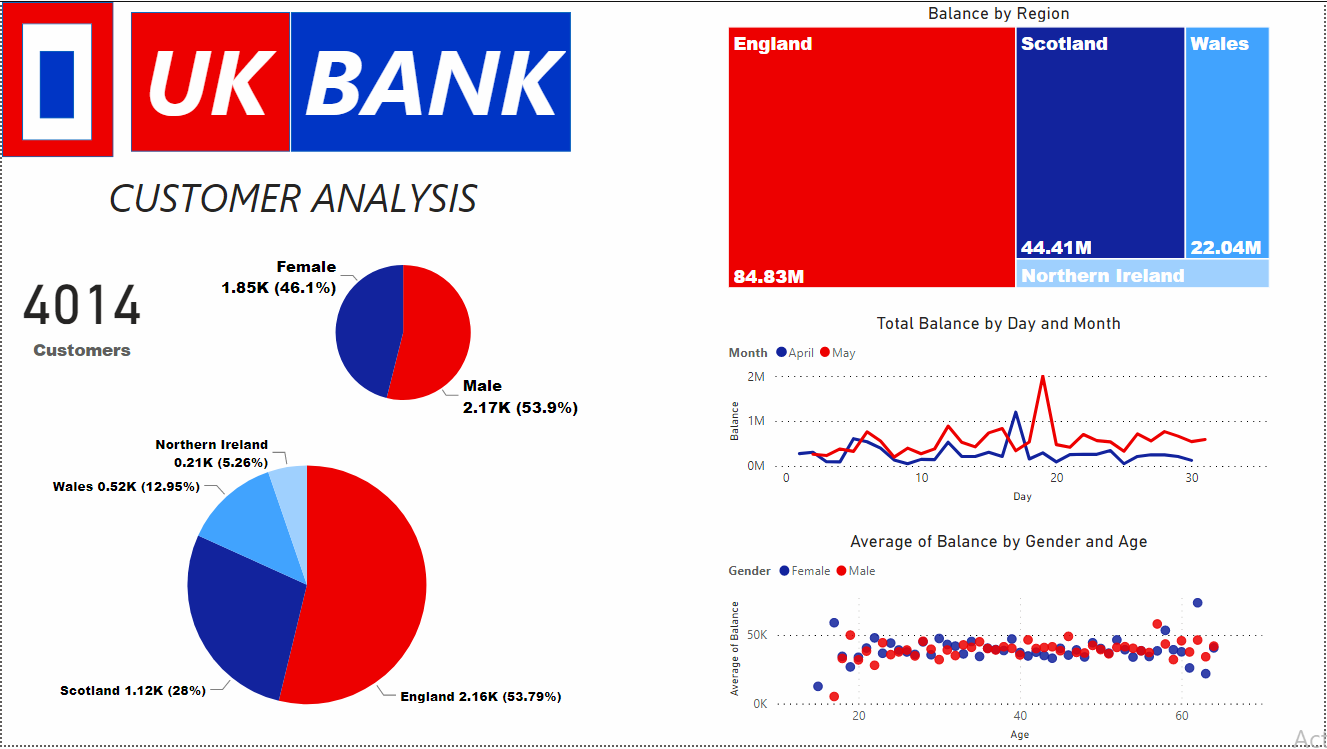 UK BANK
CUSTOMER ANALYSIS
4014
Customers
Female
1.85K (46.1%)
Male
2.17K (53.9%)
Northern Ireland
0.21K (5.26%)
Wales 0.52K (12.95%)
Scotland 1.12K (28%)
England 2.16K (53.79%)
Balance by Region
England
Scotland
Wales
84.83M
44.41M
22.04M
Northern Ireland
Total Balance by Day and Month
Month April May
2M
1M
0M
Balance
0 10 20 30
Day
Average of Balance by Gender and Age
Gender Female Male
50K
0K
Average of Balance
20 40 60
Age
Act